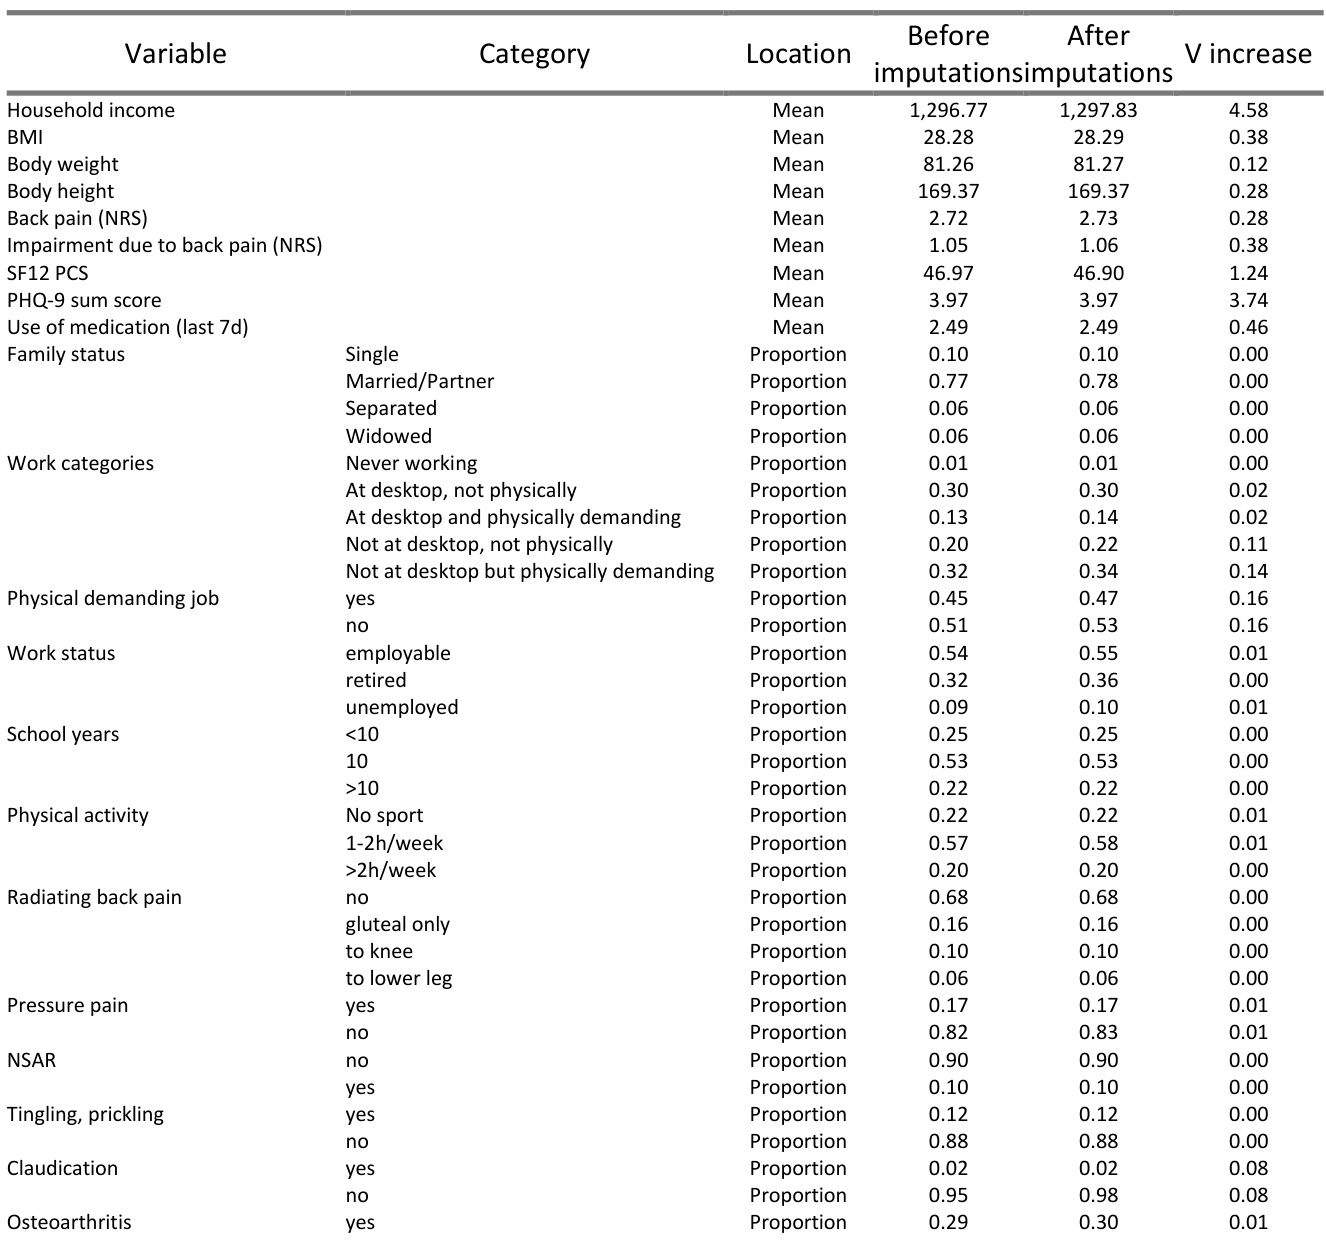 Variable Category Location Before imputations After imputations V increase
Household income Mean 1,296.77 1,297.83 4.58
BMI Mean 28.28 28.29 0.38
Body weight Mean 81.26 81.27 0.12
Body height Mean 169.37 169.37 0.28
Back pain (NRS) Mean 2.72 2.73 0.28
Impairment due to back pain (NRS) Mean 1.05 1.06 0.38
SF12 PCS Mean 46.97 46.90 1.24
PHQ-9 sum score Mean 3.97 3.97 3.74
Use of medication (last 7d) Mean 2.49 2.49 0.46
Family status Single Proportion 0.10 0.10 0.00
Married/Partner Proportion 0.77 0.78 0.00
Separated Proportion 0.06 0.06 0.00
Widowed Proportion 0.06 0.06 0.00
Work categories Never working Proportion 0.01 0.01 0.00
At desktop, not physically Proportion 0.30 0.30 0.02
At desktop and physically demanding Proportion 0.13 0.14 0.02
Not at desktop, not physically Proportion 0.20 0.22 0.11
Not at desktop but physically demanding Proportion 0.32 0.34 0.14
Physical demanding job yes Proportion 0.45 0.47 0.16
no Proportion 0.51 0.53 0.16
Work status employable Proportion 0.54 0.55 0.01
retired Proportion 0.32 0.36 0.00
unemployed Proportion 0.09 0.10 0.01
School years <10 Proportion 0.25 0.25 0.00
10 Proportion 0.53 0.53 0.00
>10 Proportion 0.22 0.22 0.00
Physical activity No sport Proportion 0.22 0.22 0.01
1-2h/week Proportion 0.57 0.58 0.01
>2h/week Proportion 0.20 0.20 0.00
Radiating back pain no Proportion 0.68 0.68 0.00
gluteal only Proportion 0.16 0.16 0.00
to knee Proportion 0.10 0.10 0.00
to lower leg Proportion 0.06 0.06 0.00
Pressure pain yes Proportion 0.17 0.17 0.01
no Proportion 0.82 0.83 0.01
NSAR no Proportion 0.90 0.90 0.00
yes Proportion 0.10 0.10 0.00
Tingling, prickling yes Proportion 0.12 0.12 0.00
no Proportion 0.88 0.88 0.00
Claudication yes Proportion 0.02 0.02 0.08
no Proportion 0.95 0.98 0.08
Osteoarthritis yes Proportion 0.29 0.30 0.01